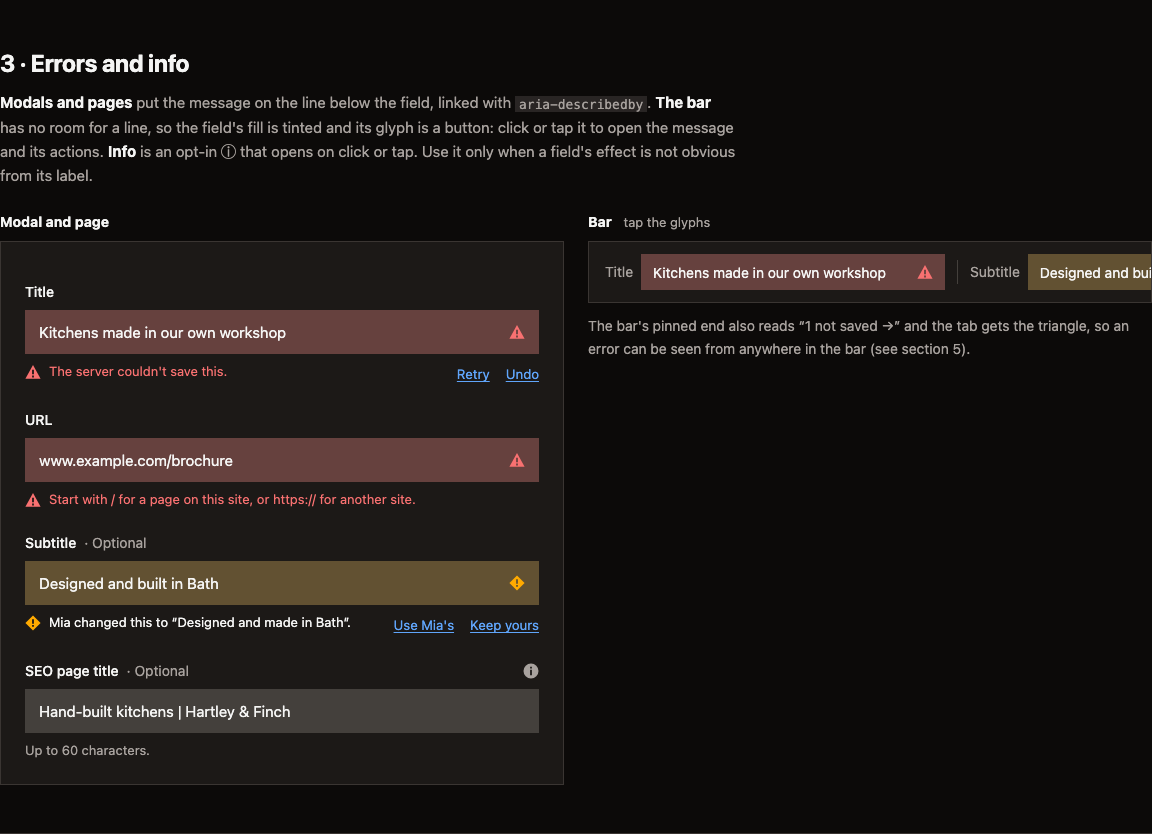 3 · Errors and info
Modals and pages put the message on the line below the field, linked with aria-describedby. The bar
has no room for a line, so the field's fill is tinted and its glyph is a button: click or tap it to open the message
and its actions. Info is an opt-in ⓘ that opens on click or tap. Use it only when a field's effect is not obvious
from its label.
Modal and page
Title
Kitchens made in our own workshop
The server couldn't save this.
Retry Undo
URL
www.example.com/brochure
Start with / for a page on this site, or https:// for another site.
Subtitle · Optional
Designed and built in Bath
Mia changed this to “Designed and made in Bath”.
Use Mia's Keep yours
SEO page title · Optional
Hand-built kitchens | Hartley & Finch
Up to 60 characters.
Bar tap the glyphs
Title Kitchens made in our own workshop Subtitle Designed and bui
The bar's pinned end also reads “1 not saved →” and the tab gets the triangle, so an
error can be seen from anywhere in the bar (see section 5).